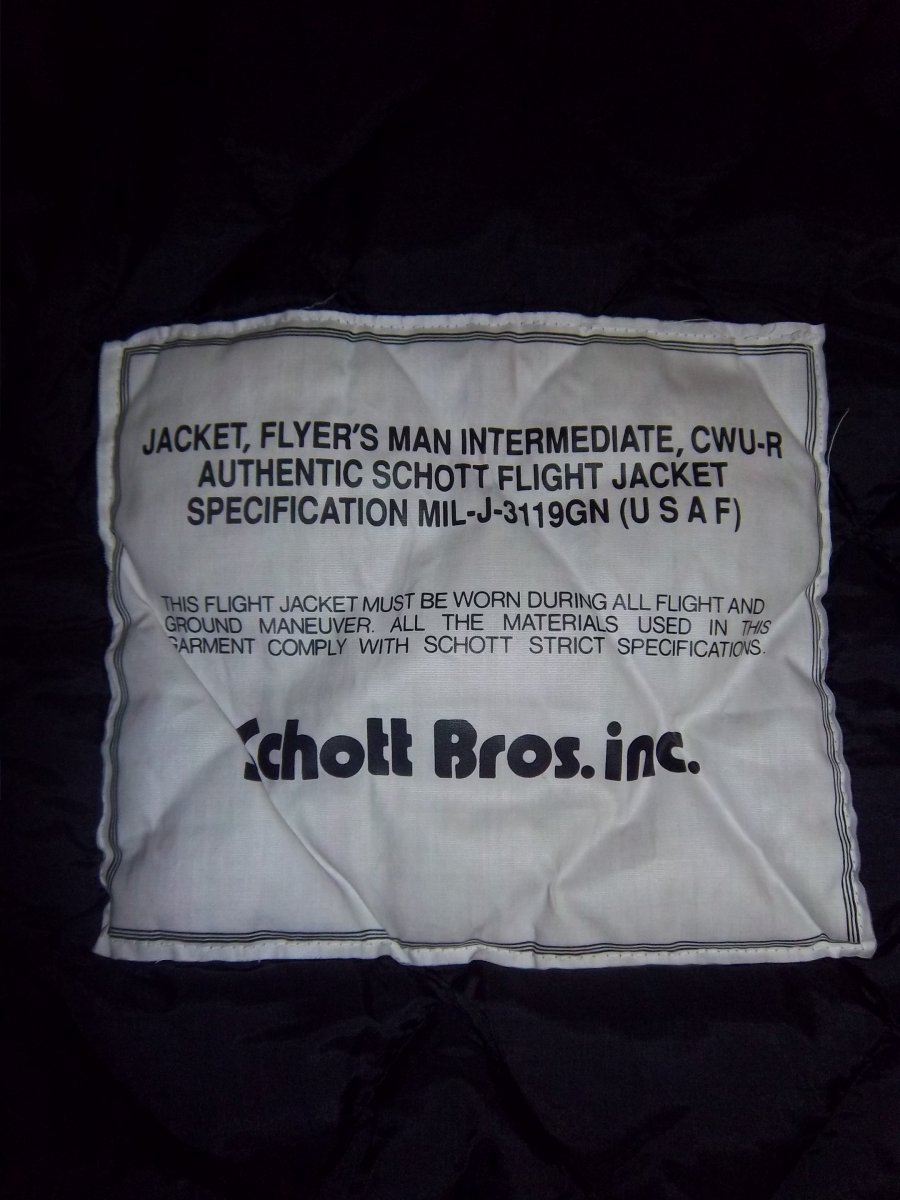 JACKET, FLYER'S MAN INTERMEDIATE, CWU-R
AUTHENTIC SCHOTT FLIGHT JACKET
SPECIFICATION MIL-J-3119GN (U S A F)
THIS FLIGHT JACKET MUST BE WORN DURING ALL FLIGHT AND
GROUND MANEUVER. ALL THE MATERIALS USED IN THIS
GARMENT COMPLY WITH SCHOTT STRICT SPECIFICATIONS.
Schott Bros. inc.